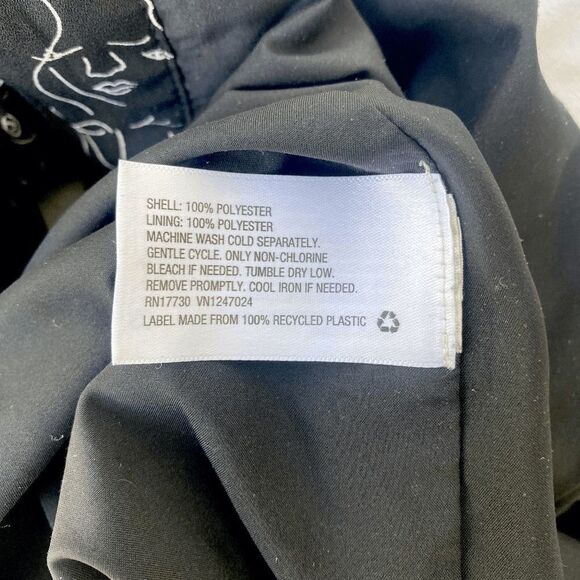 SHELL: 100% POLYESTER
LINING: 100% POLYESTER
MACHINE WASH COLD SEPARATELY.
GENTLE CYCLE. ONLY NON-CHLORINE
BLEACH IF NEEDED. TUMBLE DRY LOW.
REMOVE PROMPTLY. COOL IRON IF NEEDED.
RN17730 VN1247024
LABEL MADE FROM 100% RECYCLED PLASTIC